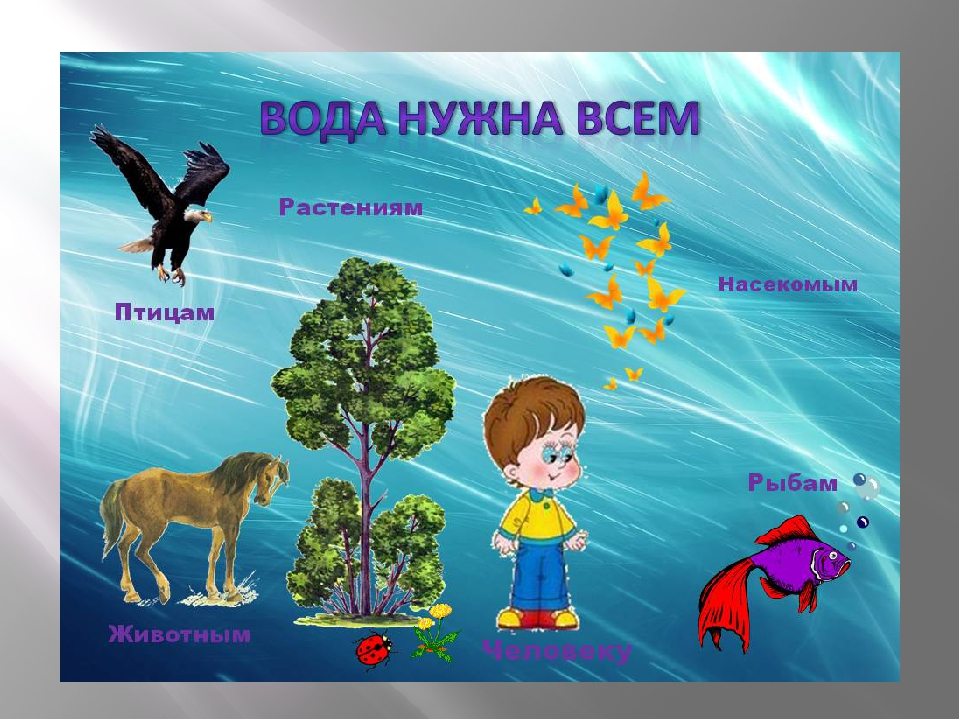 ВОДА НУЖНА ВСЕМ
Растениям
Насекомым
Птицам
Рыбам
Животным
Человеку